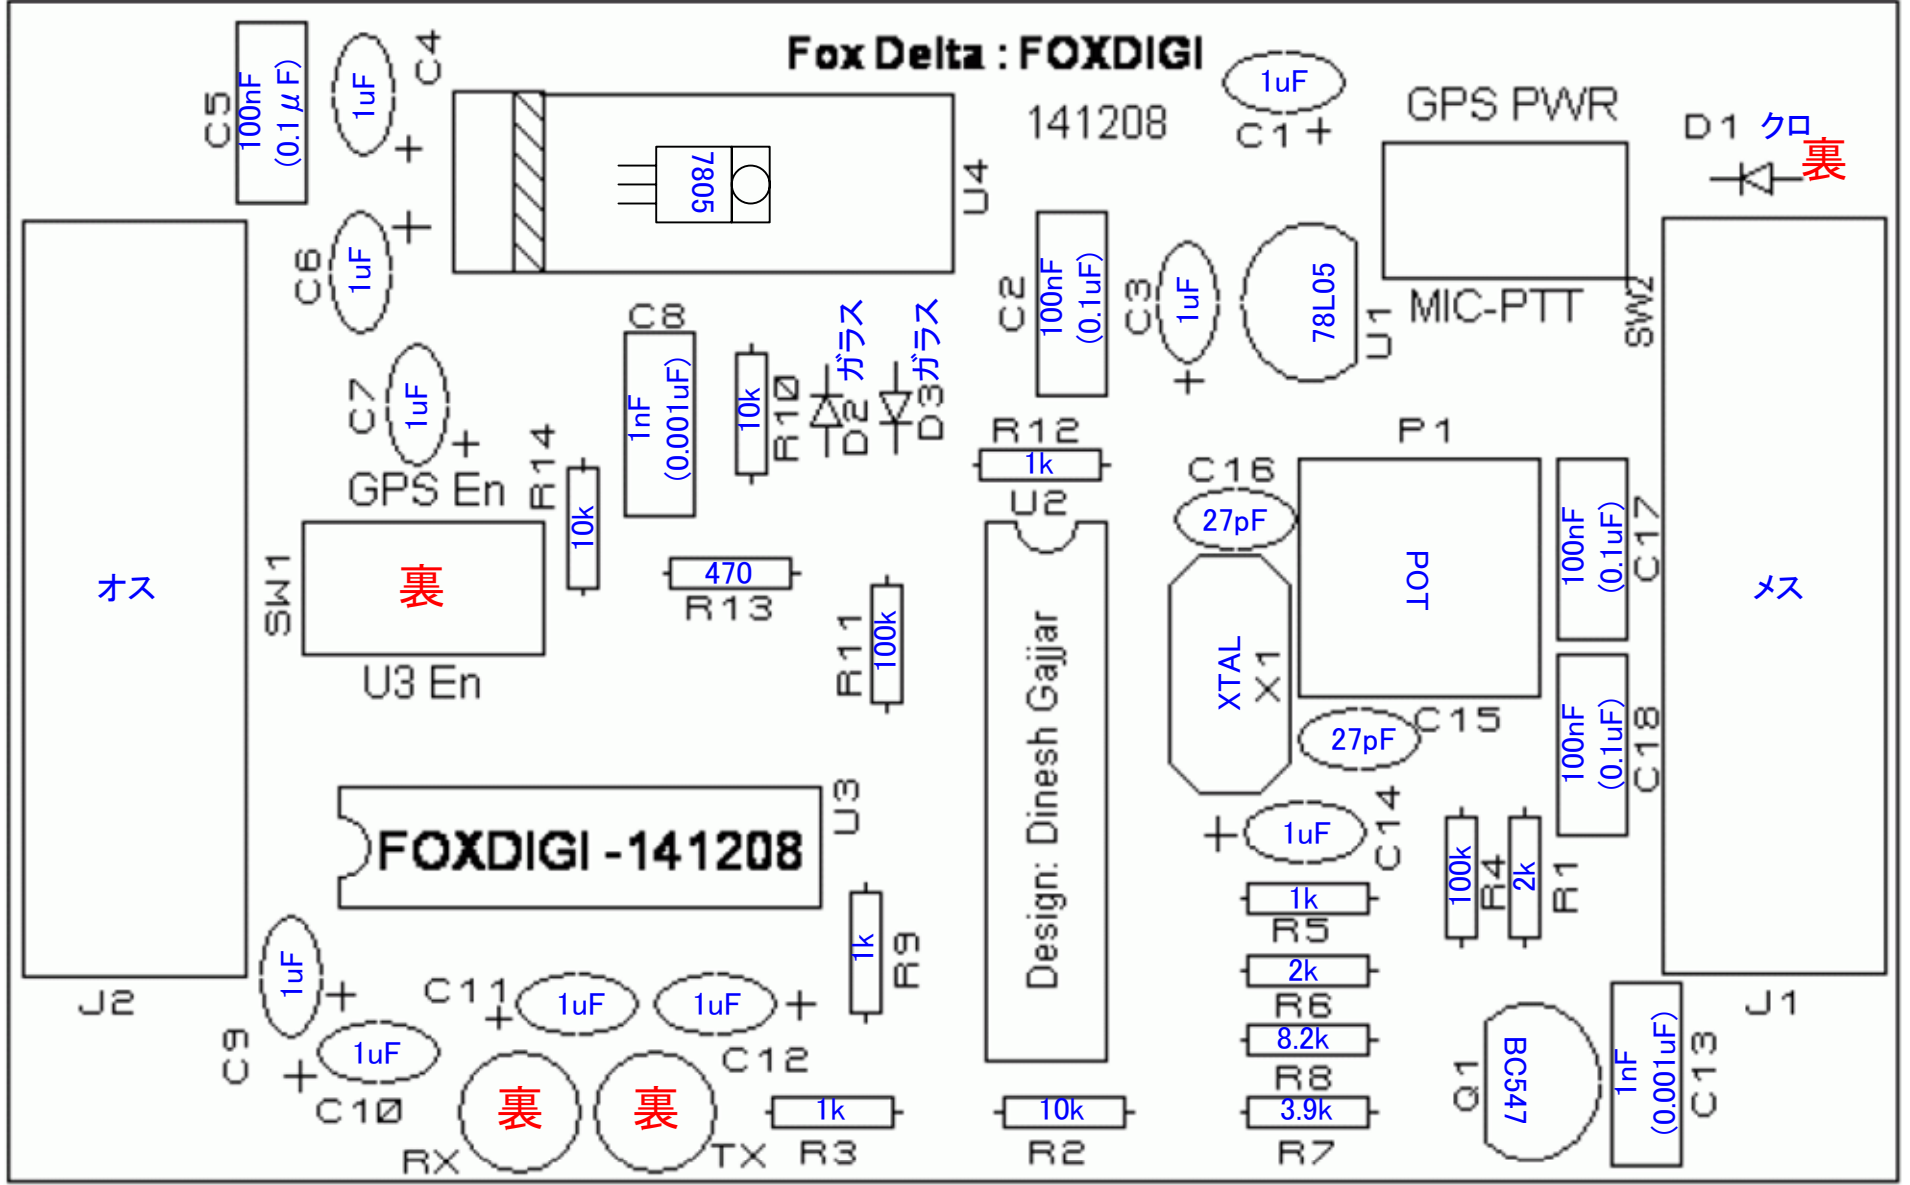 Fox Delta : FOXDIGI
141208
C5
100nF
(0.1μF)
C4
1uF
+
7805
U4
1uF
C1 +
GPS PWR
MIC-PTT
SW2
D1
クロ
裏
C6
1uF
+
C7
1uF
+
C8
1nF
(0.001uF)
10k
R10
ガラス
D2
ガラス
D3
C2
100nF
(0.1uF)
C3
1uF
+
78L05
U1
GPS En
SW1
裏
U3 En
R14
10k
470
R13
R11
100k
R12
1k
U2
Design: Dinesh Gajjar
C16
27pF
XTAL
X1
P1
POT
C15
27pF
100nF
(0.1uF)
C17
100nF
(0.1uF)
C18
オス
J2
メス
J1
FOXDIGI -141208
U3
+
1uF
C14
1k
R5
2k
R6
8.2k
R8
3.9k
R7
100k
R4
2k
R1
1uF
+
C9
1uF
+
C10
C11
+
1uF
1uF
+
C12
1k
R9
裏
RX
裏
TX
1k
R3
10k
R2
Q1
BC547
1nF
(0.001uF)
C13